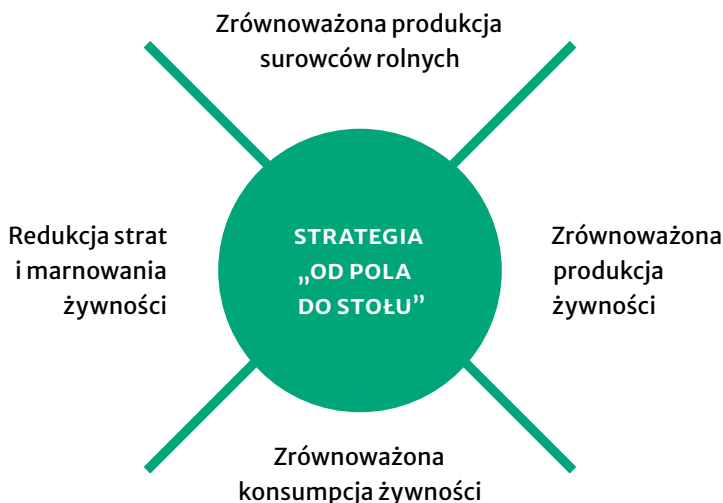 Zrównoważona produkcja
surowców rolnych
Redukcja strat
i marnowania
żywności
STRATEGIA
„OD POLA
DO STOŁU”
Zrównoważona
produkcja
żywności
Zrównoważona
konsumpcja żywności